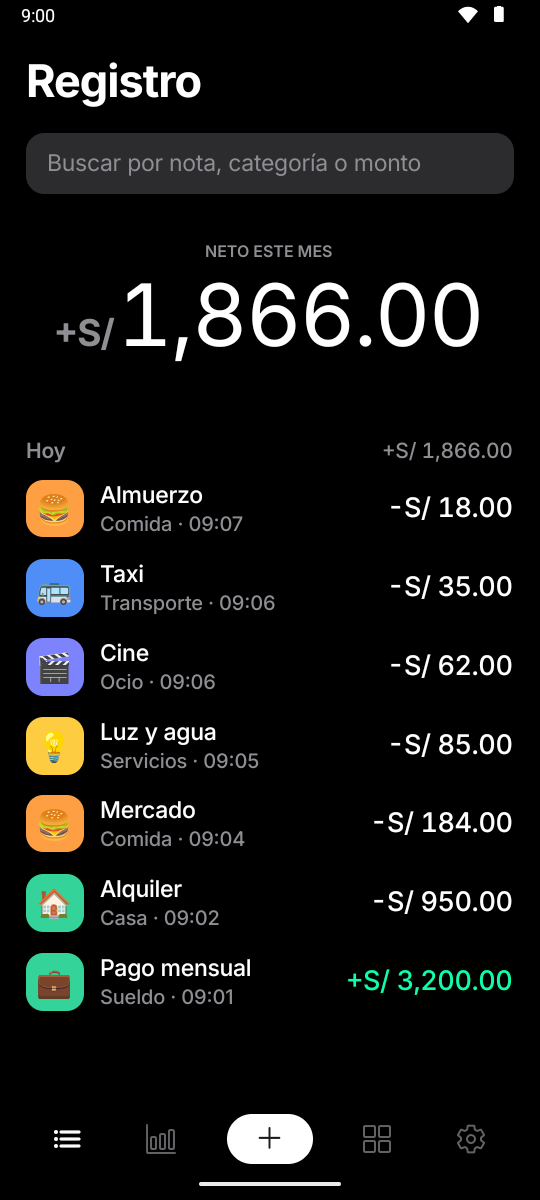 9:00
Registro
Buscar por nota, categoría o monto
NETO ESTE MES
+S/ 1,866.00
Hoy +S/ 1,866.00
Almuerzo
Comida · 09:07
-S/ 18.00
Taxi
Transporte · 09:06
-S/ 35.00
Cine
Ocio · 09:06
-S/ 62.00
Luz y agua
Servicios · 09:05
-S/ 85.00
Mercado
Comida · 09:04
-S/ 184.00
Alquiler
Casa · 09:02
-S/ 950.00
Pago mensual
Sueldo · 09:01
+S/ 3,200.00